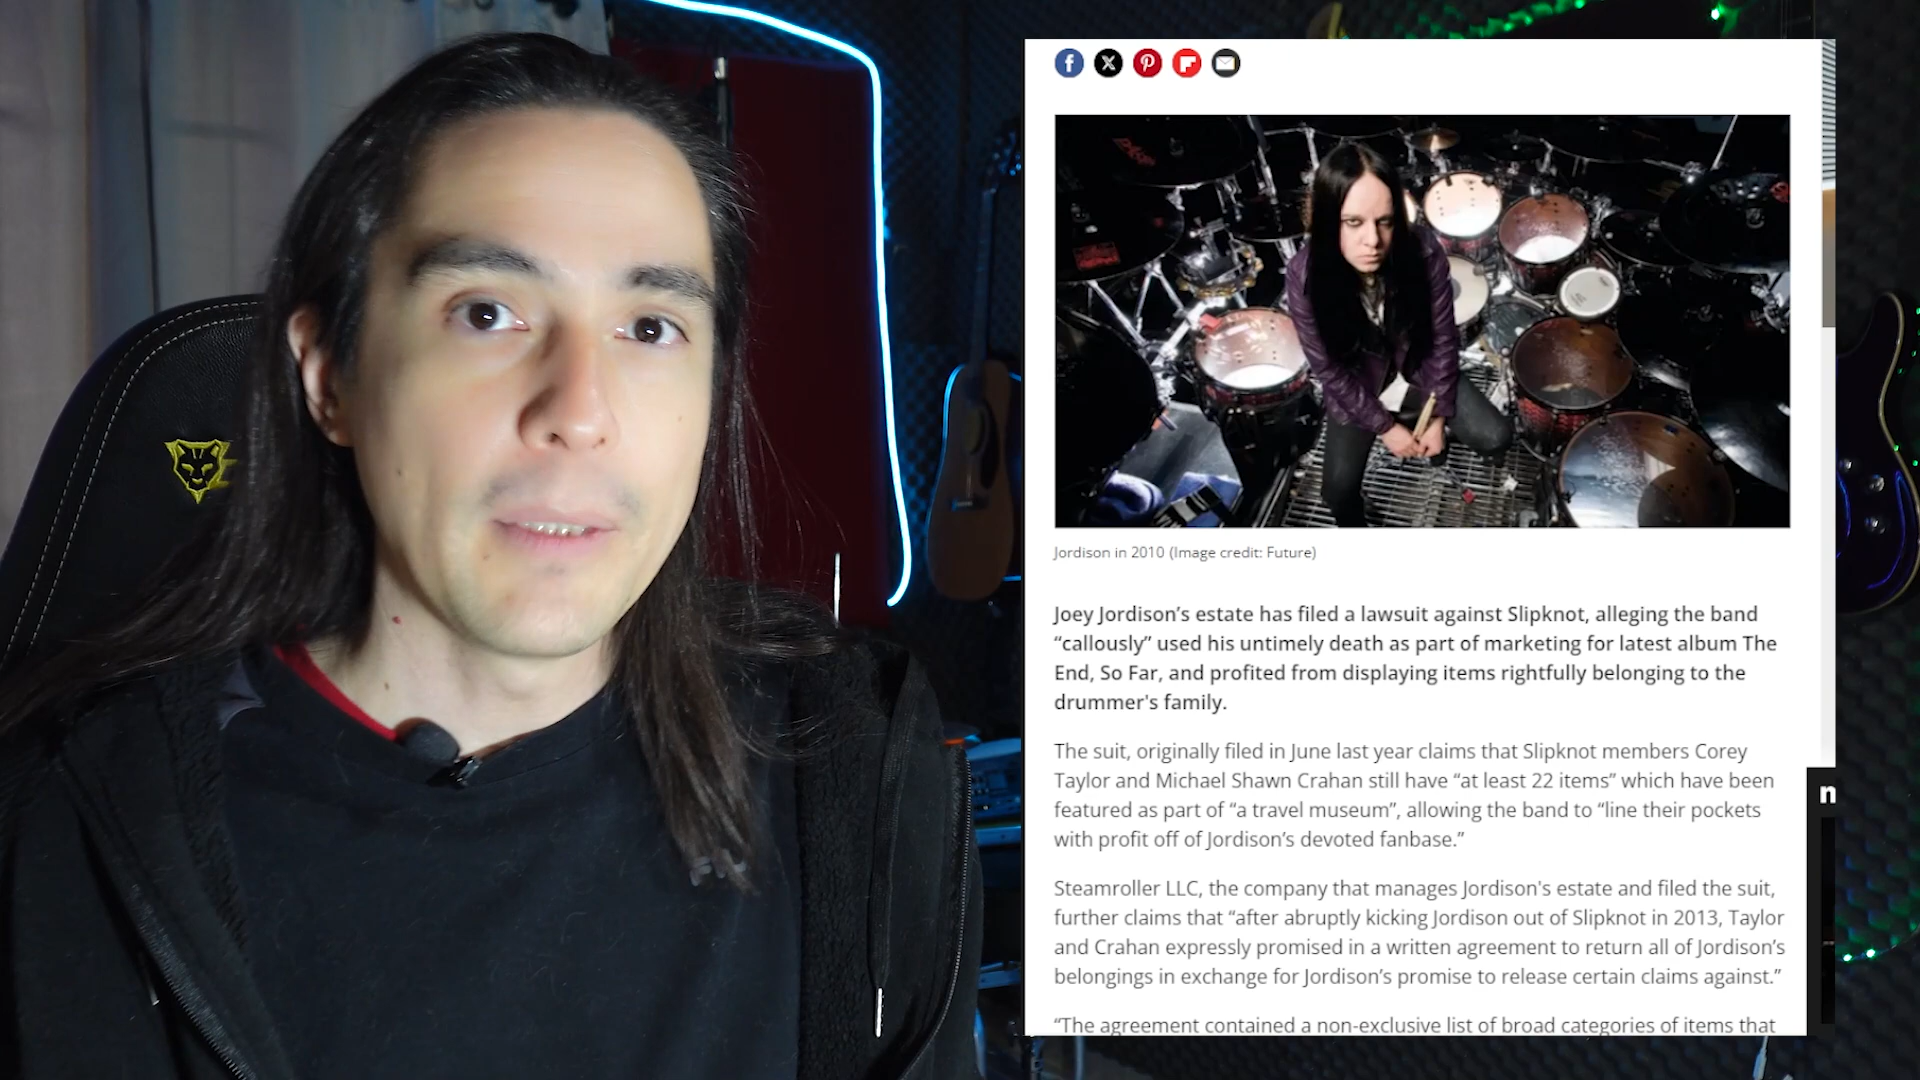 Jordison in 2010 (Image credit: Future)
Joey Jordison’s estate has filed a lawsuit against Slipknot, alleging the band
“callously” used his untimely death as part of marketing for latest album The
End, So Far, and profited from displaying items rightfully belonging to the
drummer's family.
The suit, originally filed in June last year claims that Slipknot members Corey
Taylor and Michael Shawn Crahan still have “at least 22 items” which have been
featured as part of “a travel museum”, allowing the band to “line their pockets
with profit off of Jordison’s devoted fanbase.”
Steamroller LLC, the company that manages Jordison's estate and filed the suit,
further claims that “after abruptly kicking Jordison out of Slipknot in 2013, Taylor
and Crahan expressly promised in a written agreement to return all of Jordison’s
belongings in exchange for Jordison’s promise to release certain claims against.”
“The agreement contained a non-exclusive list of broad categories of items that